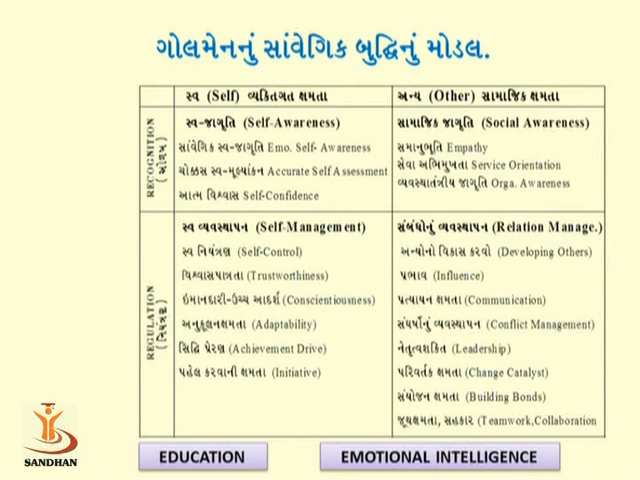 ગોલમેનનું સાંવેગિક બુદ્ધિનું મોડલ.
સ્વ (Self) વ્યકિતગત ક્ષમતા
અન્ય (Other) સામાજિક ક્ષમતા
RECOGNITION
(ઓળખ)
સ્વ-જાગૃતિ (Self-Awareness)
સાંવેગિક સ્વ-જાગૃતિ Emo. Self- Awareness
ચોક્કસ સ્વ-મૂલ્યાંકન Accurate Self Assessment
આત્મ વિશ્વાસ Self-Confidence
સામાજિક જાગૃતિ (Social Awareness)
સમાનુભૂતિ Empathy
સેવા અભિમુખતા Service Orientation
વ્યવસ્થાતંત્રીય જાગૃતિ Orga. Awareness
REGULATION
(નિયંત્રણ)
સ્વ વ્યવસ્થાપન (Self-Management)
સ્વ નિયંત્રણ (Self-Control)
વિશ્વાસપાત્રતા (Trustworthiness)
ઇમાનદારી-ઉચ્ચ આદર્શ (Conscientiousness)
અનુકૂલનક્ષમતા (Adaptability)
સિદ્ધિ પ્રેરણ (Achievement Drive)
પહેલ કરવાની ક્ષમતા (Initiative)
સંબંધોનું વ્યવસ્થાપન (Relation Manage.)
અન્યોનો વિકાસ કરવો (Developing Others)
પ્રભાવ (Influence)
પ્રત્યાયન ક્ષમતા (Communication)
સંઘર્ષોનું વ્યવસ્થાપન (Conflict Management)
નેતૃત્વશકિત (Leadership)
પરિવર્તક ક્ષમતા (Change Catalyst)
સંયોજન ક્ષમતા (Building Bonds)
જૂથક્ષમતા, સહકાર (Teamwork,Collaboration
SANDHAN
EDUCATION
EMOTIONAL INTELLIGENCE